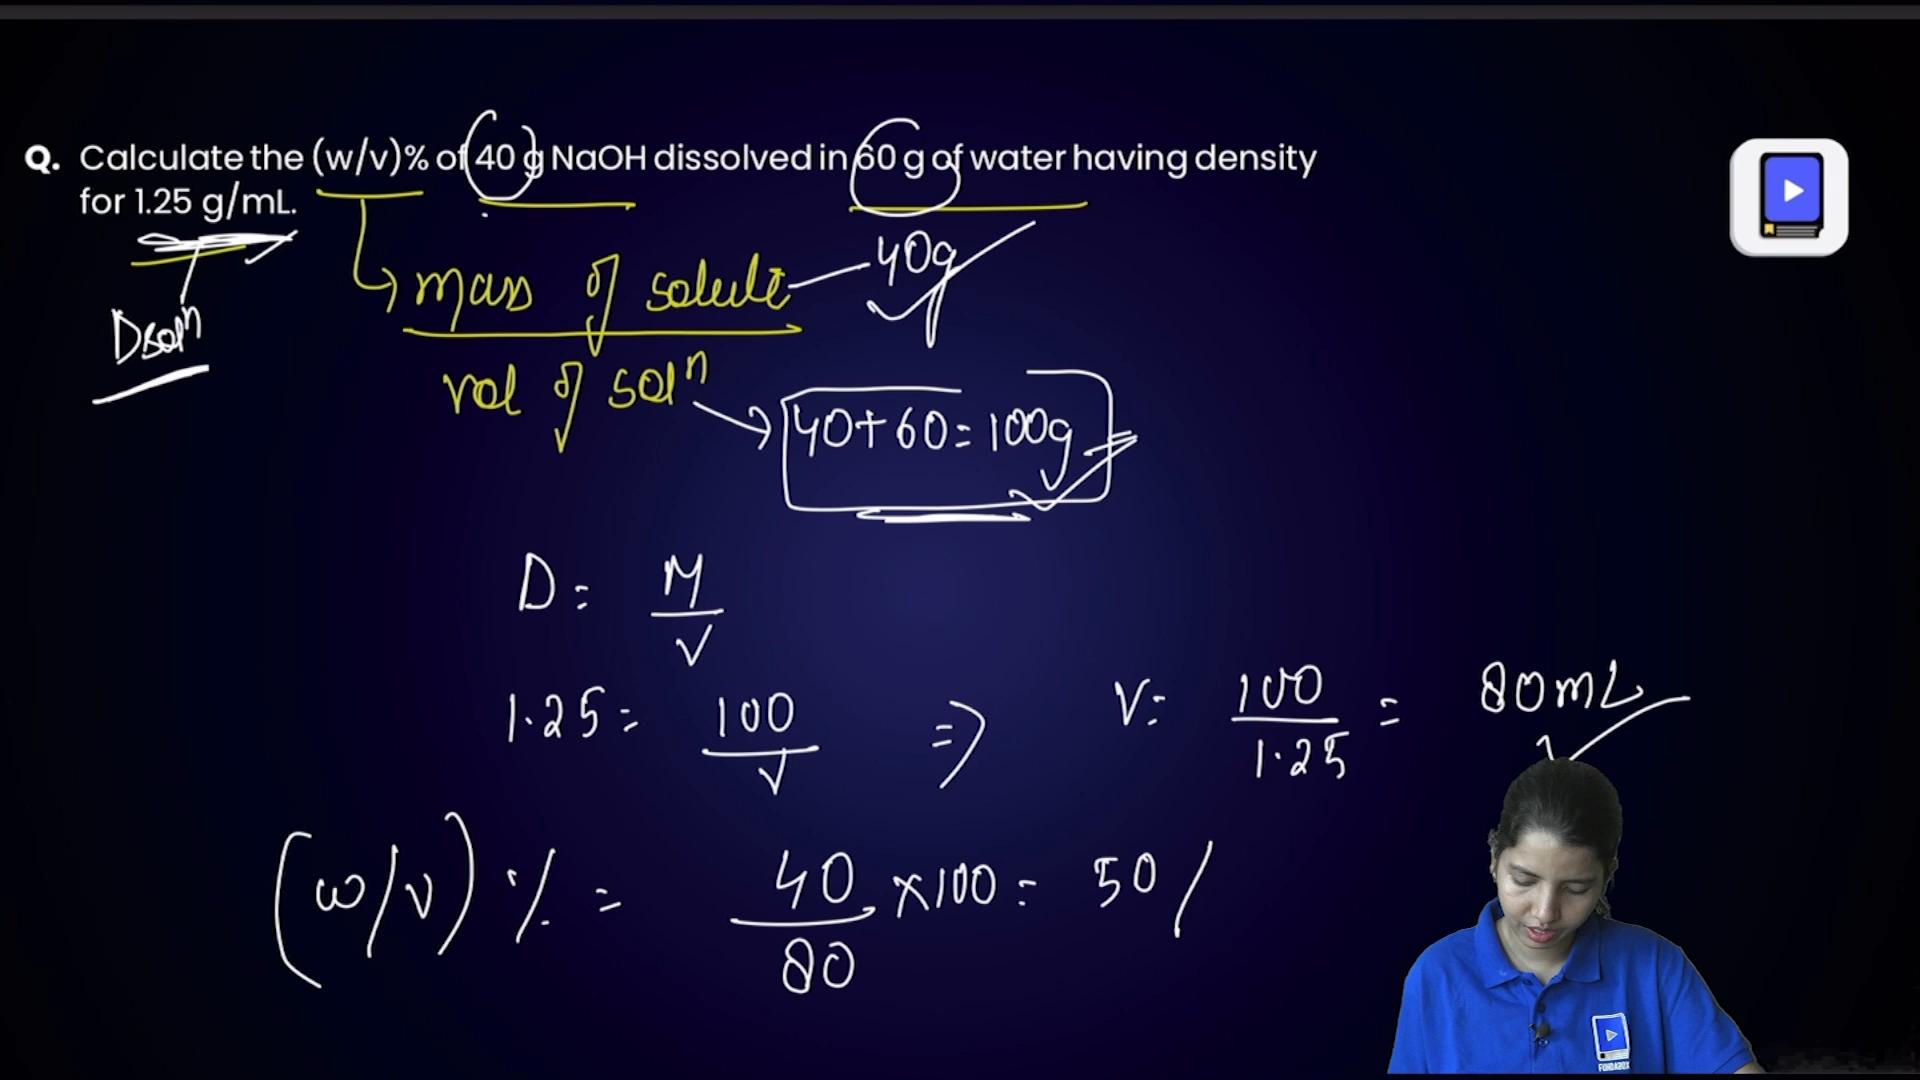 Q. Calculate the (w/v)% of 40 g NaOH dissolved in 60 g of water having density
for 1.25 g/mL.
Dsolⁿ
mass of solute 40g
vol of solⁿ
40+60=100g
D = M/V
1.25 = 100/V => V = 100/1.25 = 80mL
(w/v) % = 40/80 ×100 = 50 /